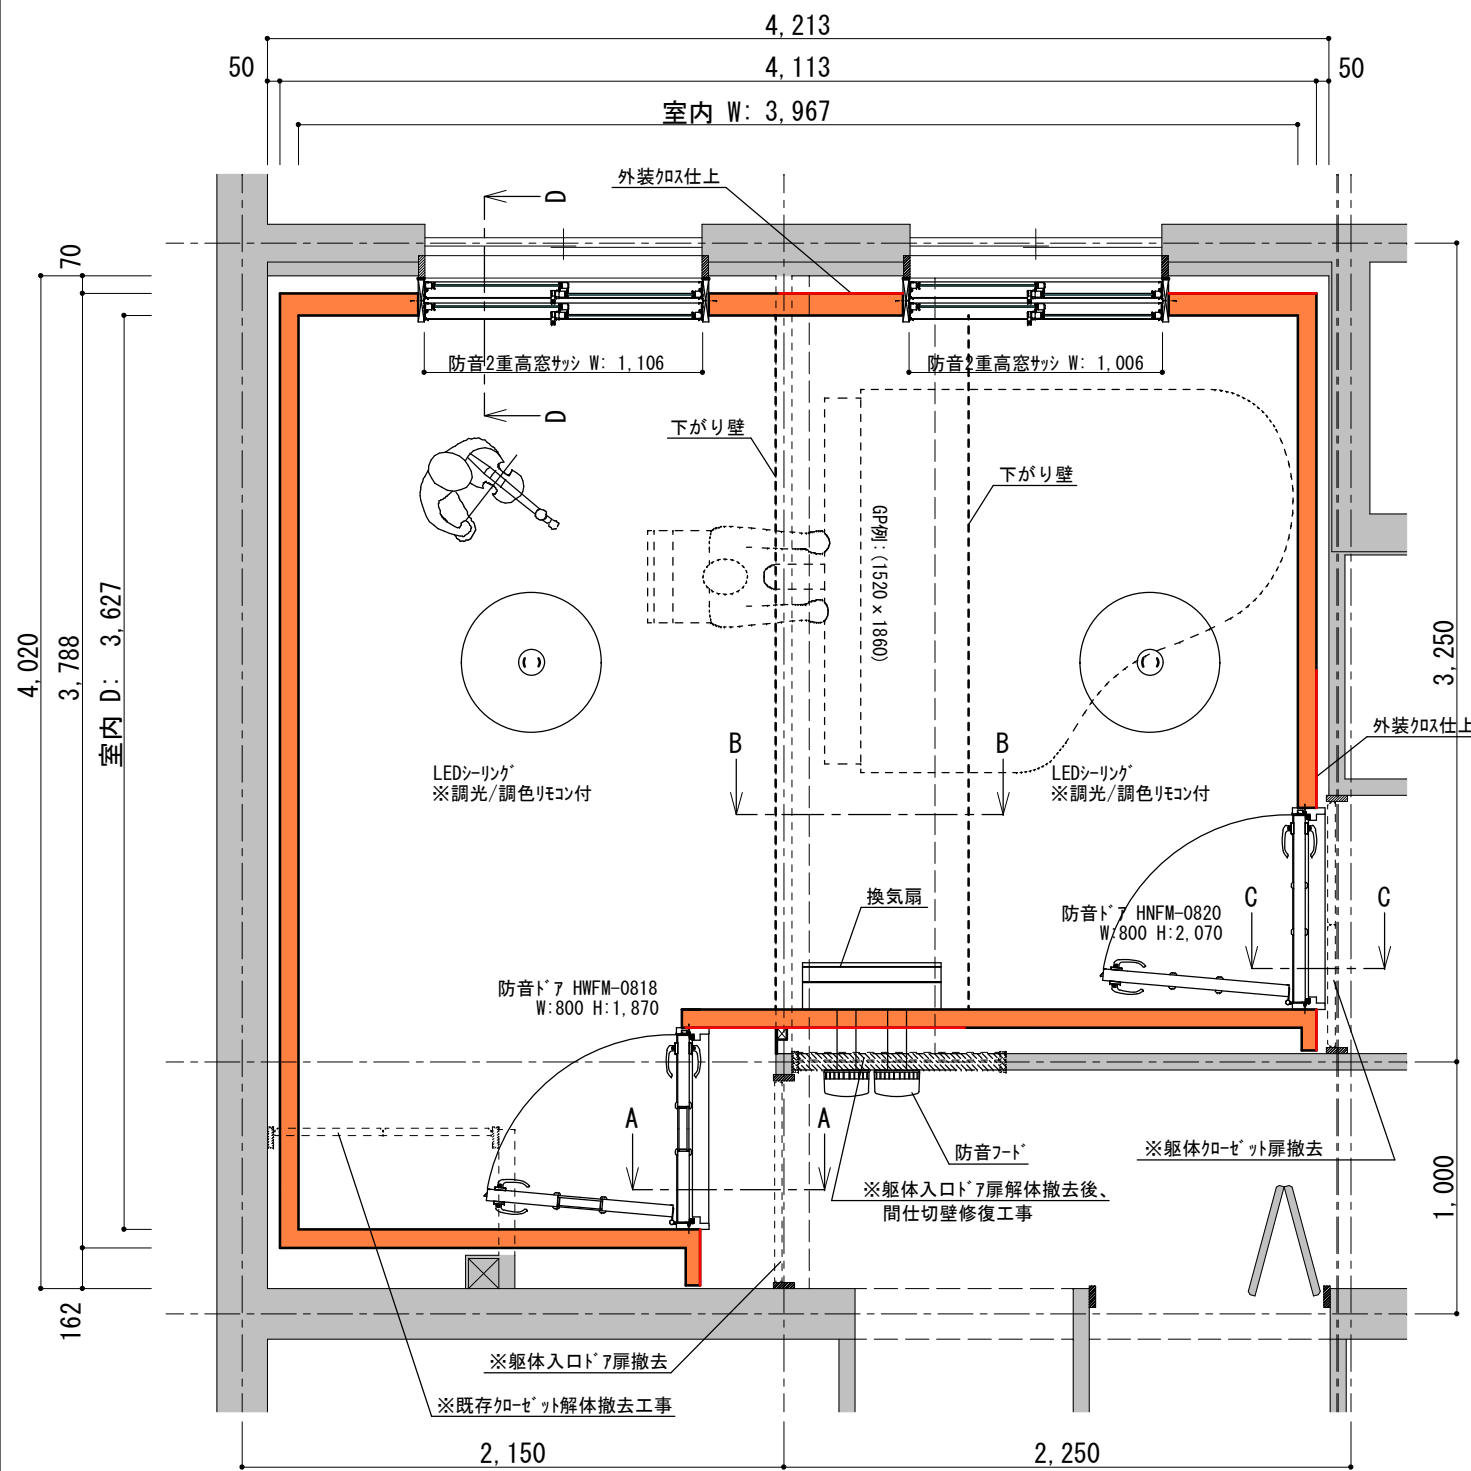 4,213
50
4,113
50
室内 W: 3,967
外装ｸﾛｽ仕上
D
70
防音2重高窓ｻｯｼ W: 1,106
防音2重高窓ｻｯｼ W: 1,006
D
下がり壁
下がり壁
GP例：(1520 x 1860)
4,020
3,788
室内 D: 3,627
3,250
外装ｸﾛｽ仕上
B
B
LEDｼｰﾘﾝｸﾞ
※調光/調色ﾘﾓｺﾝ付
LEDｼｰﾘﾝｸﾞ
※調光/調色ﾘﾓｺﾝ付
換気扇
防音ﾄﾞｱ HNFM-0820
W:800 H:2,070
C
C
防音ﾄﾞｱ HWFM-0818
W:800 H:1,870
A
A
防音ﾌｰﾄﾞ
※躯体ｸﾛｰｾﾞｯﾄ扉撤去
※躯体入口ﾄﾞｱ扉解体撤去後、
間仕切壁修復工事
1,000
162
※躯体入口ﾄﾞｱ扉撤去
※既存ｸﾛｰｾﾞｯﾄ解体撤去工事
2,150
2,250